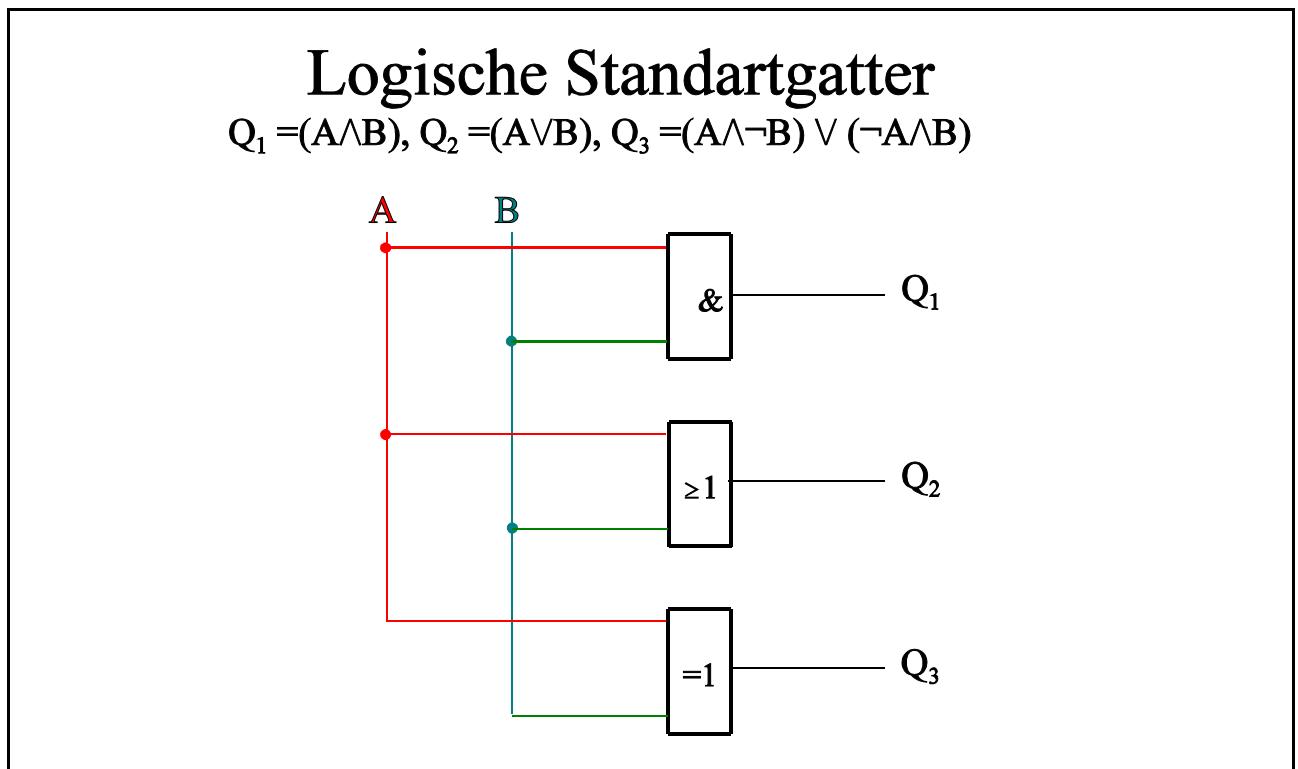 Logische Standartgatter
Q₁ =(A/\B), Q₂ =(A\/B), Q₃ =(A/\¬B) \/ (¬A/\B)
A B
&
Q₁
≥1
Q₂
=1
Q₃